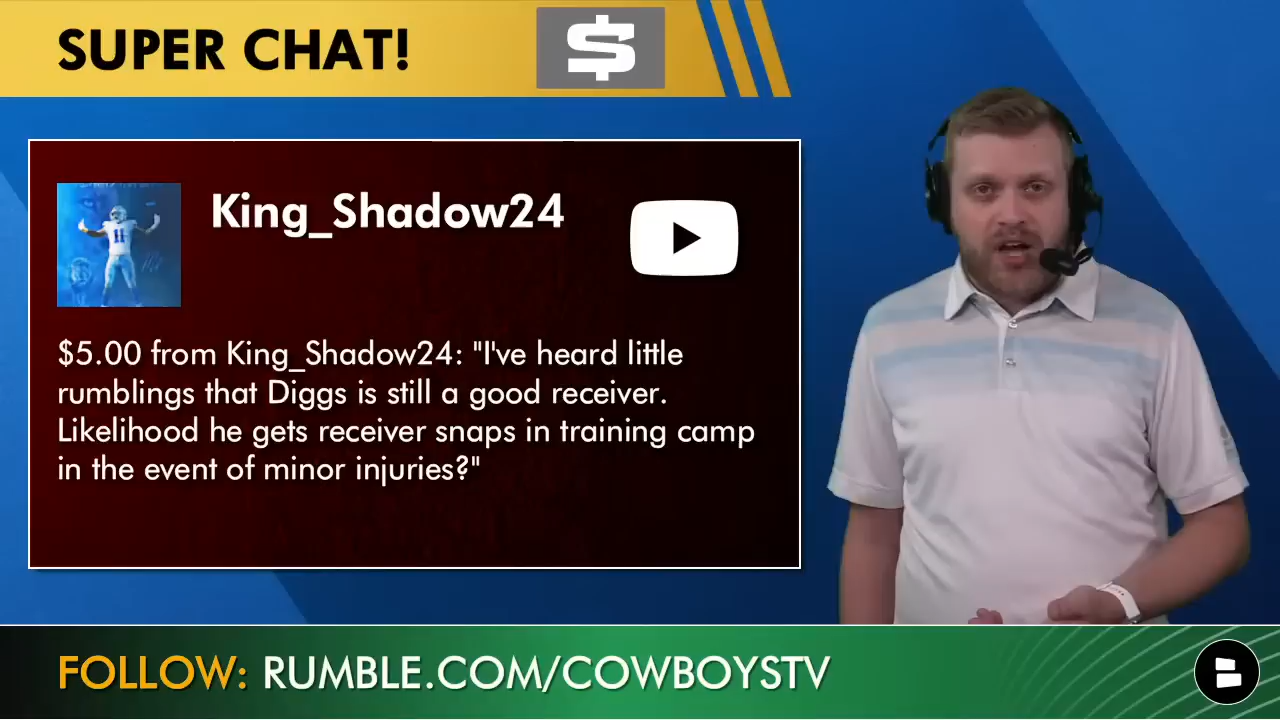 SUPER CHAT!
King_Shadow24
$5.00 from King_Shadow24: "I've heard little
rumblings that Diggs is still a good receiver.
Likelihood he gets receiver snaps in training camp
in the event of minor injuries?"
FOLLOW: RUMBLE.COM/COWBOYSTV